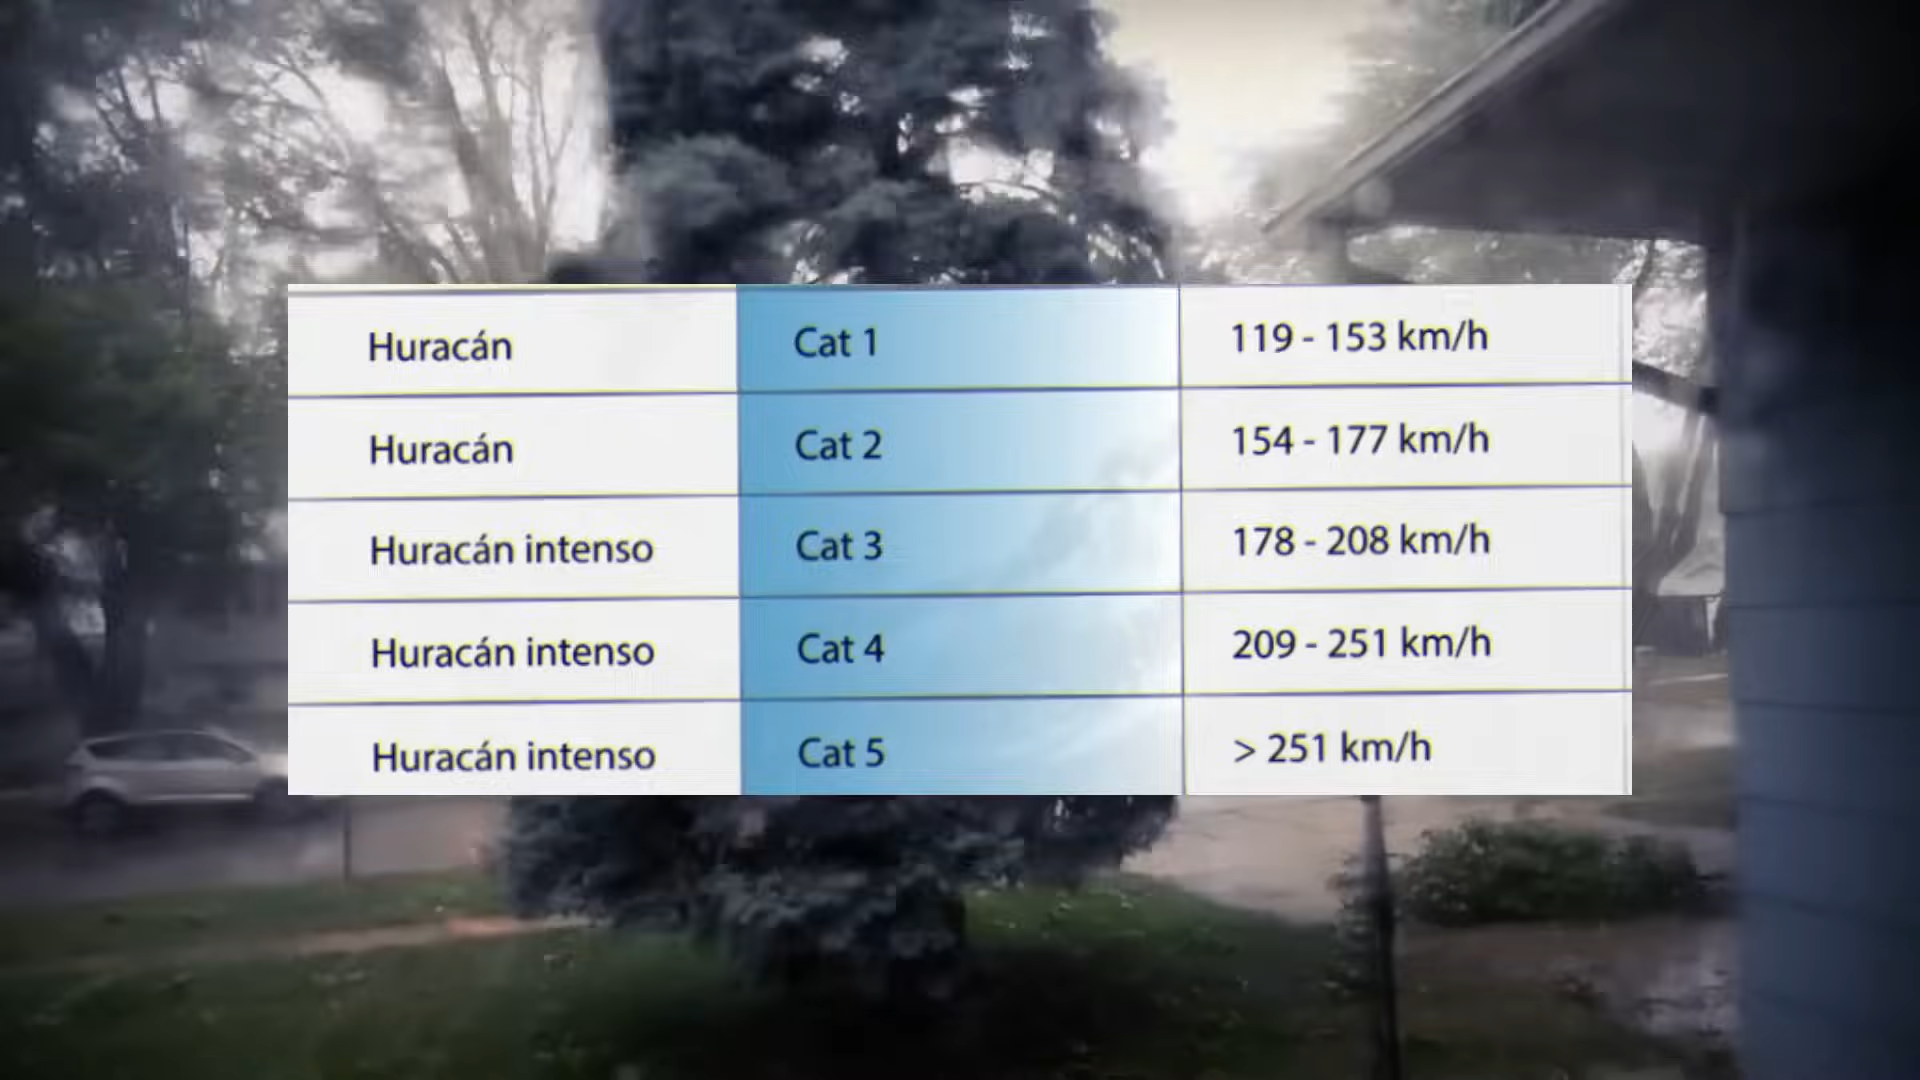 Huracán Cat 1 119 - 153 km/h
Huracán Cat 2 154 - 177 km/h
Huracán intenso Cat 3 178 - 208 km/h
Huracán intenso Cat 4 209 - 251 km/h
Huracán intenso Cat 5 > 251 km/h